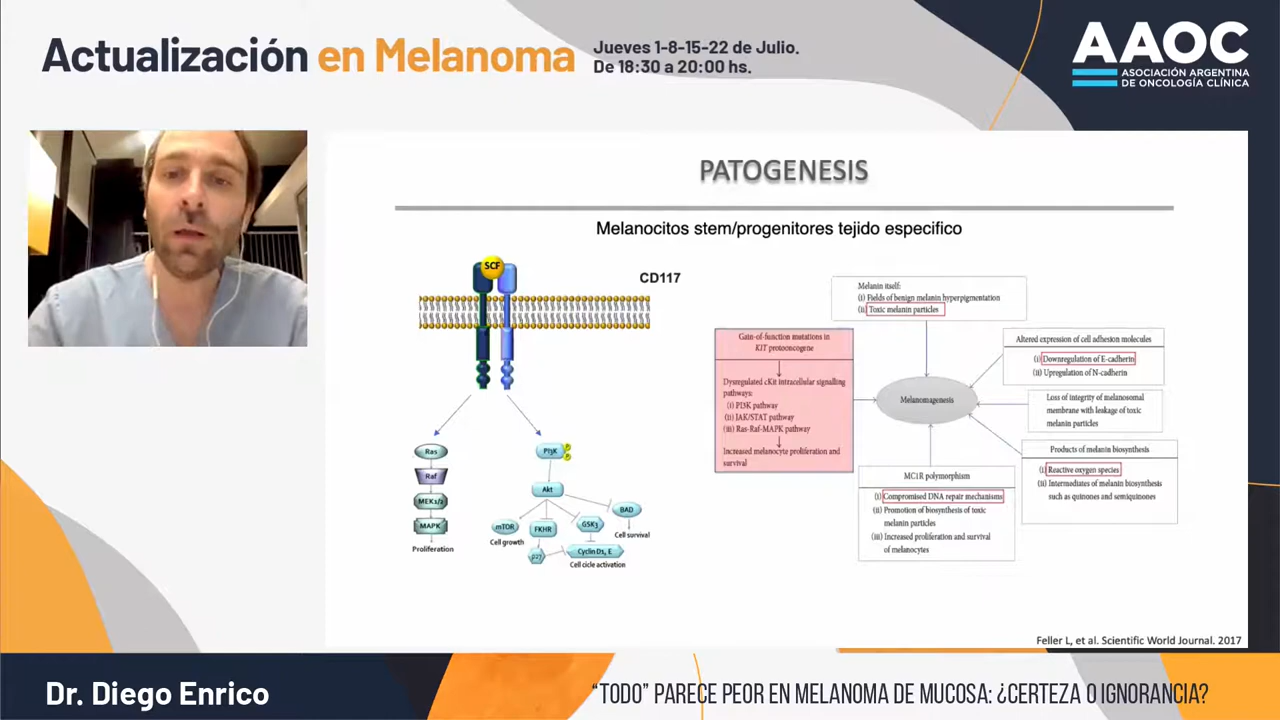 Actualización en Melanoma
Jueves 1-8-15-22 de Julio.
De 18:30 a 20:00 hs.
AAOC
ASOCIACIÓN ARGENTINA
DE ONCOLOGÍA CLÍNICA
PATOGENESIS
Melanocitos stem/progenitores tejido especifico
SCF
CD117
Ras
Raf
MEK1/2
MAPK
Proliferation
PI3K
P
P
Akt
mTOR
Cell growth
FKHR
p27
GSK3
Cyclin D1, E
Cell cicle activation
BAD
Cell survival
Gain-of-function mutations in
KIT protooncogene
Dysregulated cKit intracellular signalling
pathways:
(i) PI3K pathway
(ii) JAK/STAT pathway
(iii) Ras-Raf-MAPK pathway
Increased melanocyte proliferation and
survival
Melanin itself:
(i) Fields of benign melanin hyperpigmentation
(ii) Toxic melanin particles
Melanomagenesis
Altered expression of cell adhesion molecules
(i) Downregulation of E-cadherin
(ii) Upregulation of N-cadherin
Loss of integrity of melanosomal
membrane with leakage of toxic
melanin particles
Products of melanin biosynthesis
(i) Reactive oxygen species
(ii) Intermediates of melanin biosynthesis
such as quinones and semiquinones
MC1R polymorphism
(i) Compromised DNA repair mechanisms
(ii) Promotion of biosynthesis of toxic
melanin particles
(iii) Increased proliferation and survival
of melanocytes
Feller L, et al. Scientific World Journal. 2017
Dr. Diego Enrico
“TODO” PARECE PEOR EN MELANOMA DE MUCOSA: ¿CERTEZA O IGNORANCIA?